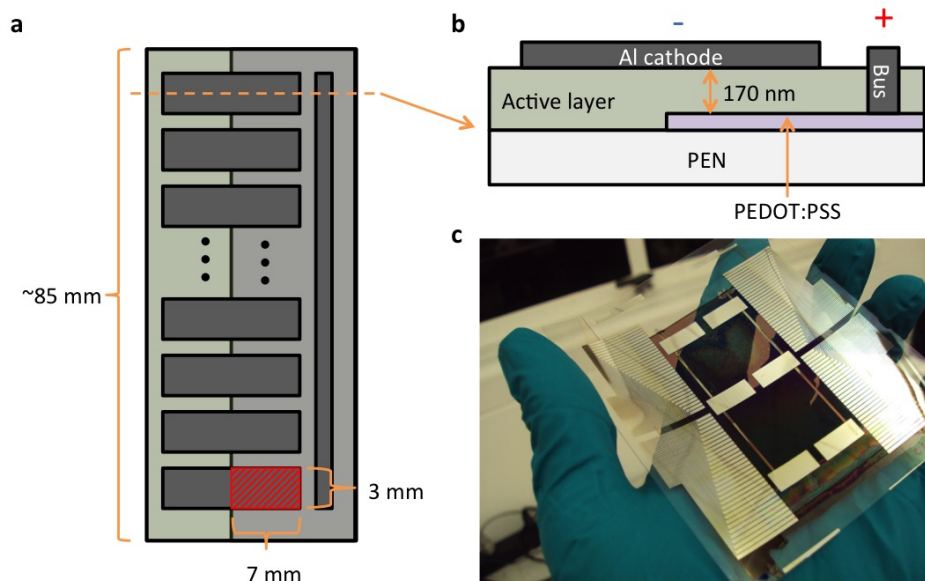 a
~85 mm
3 mm
7 mm
b
-
+
Al cathode
Bus
Active layer
170 nm
PEN
PEDOT:PSS
c